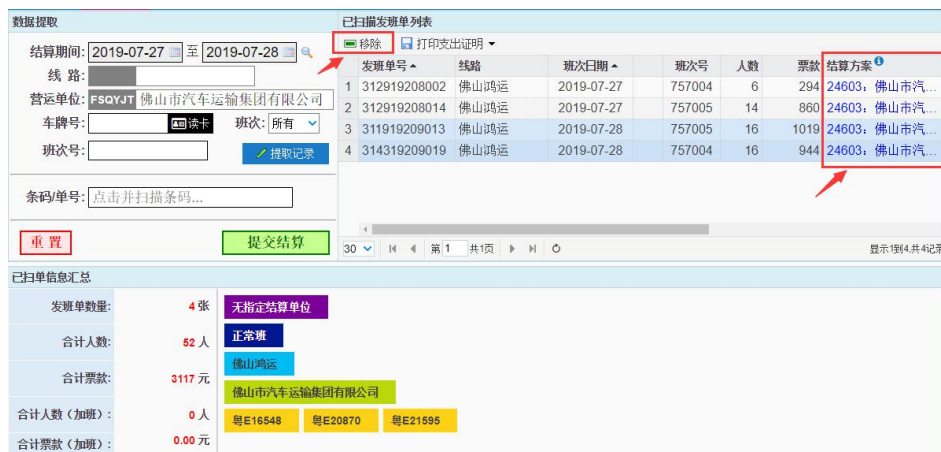 数据提取
结算期间: 2019-07-27 至 2019-07-28
线 路:
营运单位: FSQYJT 佛山市汽车运输集团有限公司
车牌号: 读卡 班次: 所有
班次号: 提取记录
条码/单号: 点击并扫描条码...
重 置 提交结算
已扫描发班单列表
移除 打印支出证明
发班单号 线路 班次日期 班次号 人数 票款 结算方案
1 312919208002 佛山鸿运 2019-07-27 757004 6 294 24603：佛山市汽...
2 312919208014 佛山鸿运 2019-07-27 757005 14 860 24603：佛山市汽...
3 311919209013 佛山鸿运 2019-07-28 757005 16 1019 24603：佛山市汽...
4 314319209019 佛山鸿运 2019-07-28 757004 16 944 24603：佛山市汽...
30 第 1 共1页 显示1到4,共4记录
已扫单信息汇总
发班单数量: 4 张
合计人数: 52 人
合计票款: 3117 元
合计人数（加班）: 0 人
合计票款（加班）: 0.00 元
无指定结算单位
正常班
佛山鸿运
佛山市汽车运输集团有限公司
粤E16548 粤E20870 粤E21595